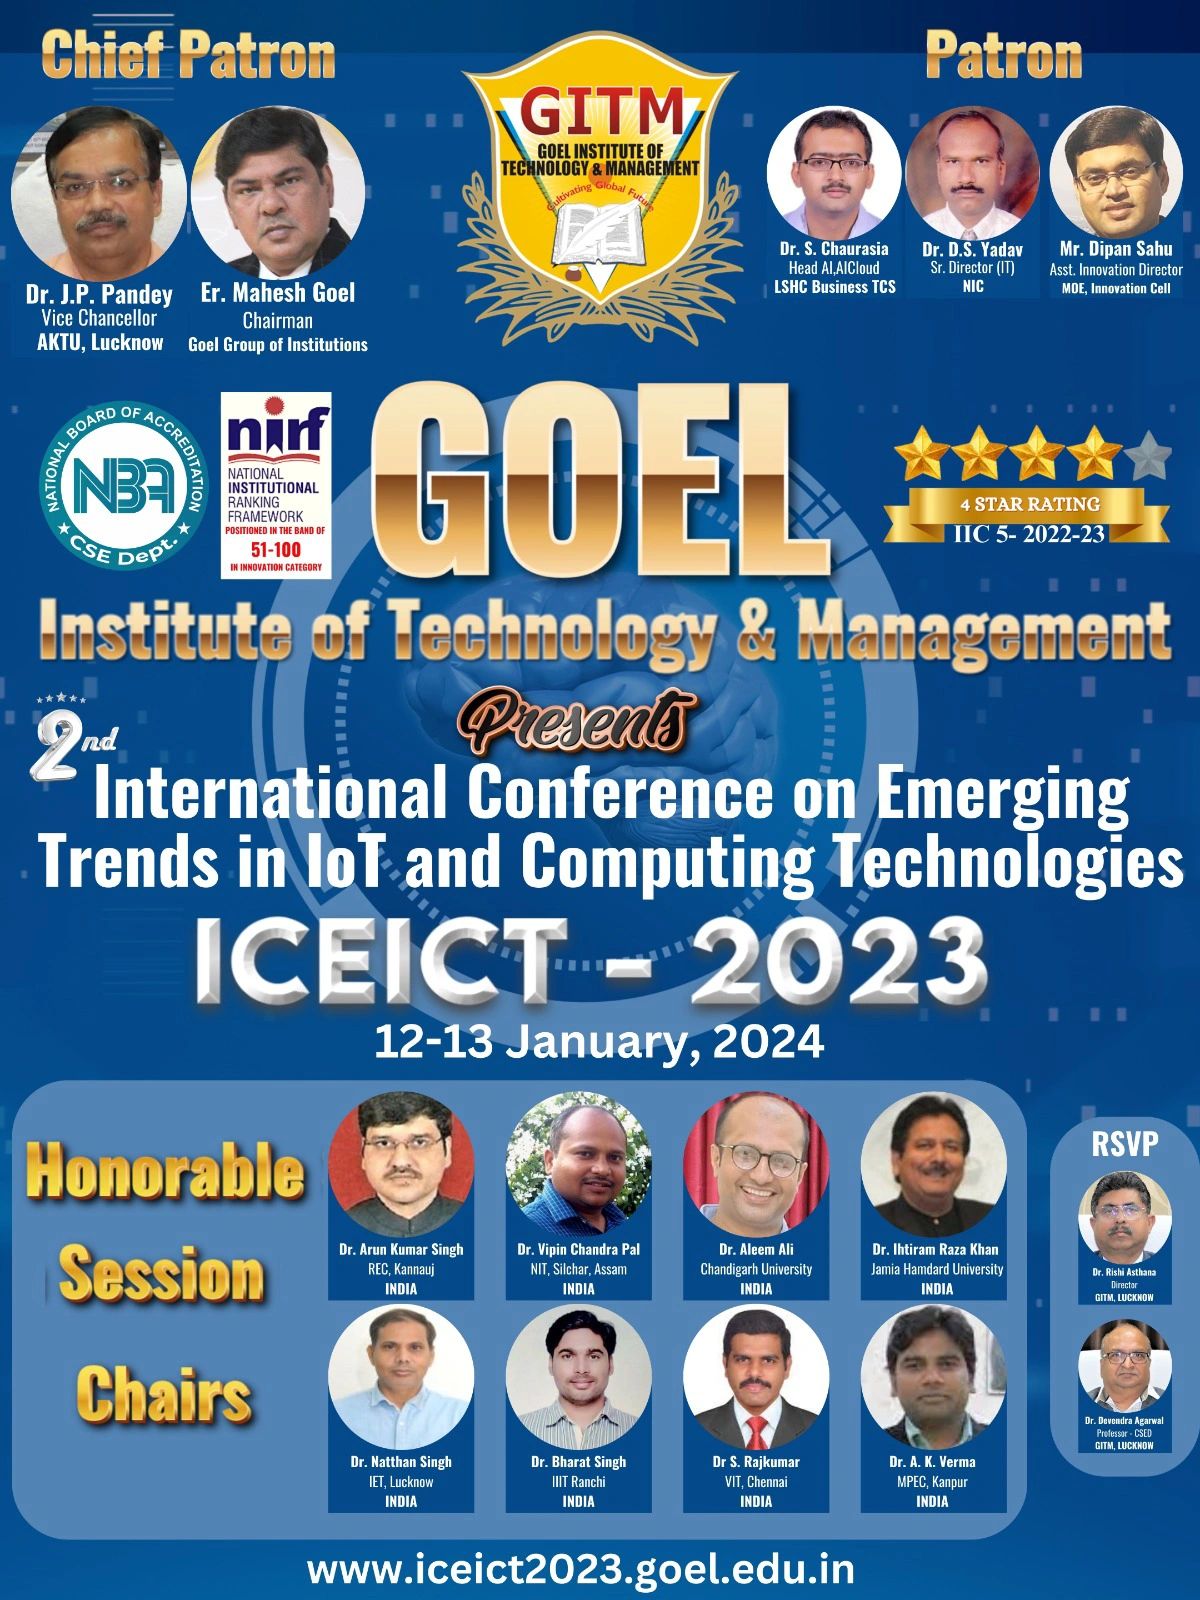 Chief Patron
Dr. J.P. Pandey
Vice Chancellor
AKTU, Lucknow
Er. Mahesh Goel
Chairman
Goel Group of Institutions
GITM
GOEL INSTITUTE OF
TECHNOLOGY & MANAGEMENT
Cultivating Global Future
Patron
Dr. S. Chaurasia
Head AI,AICloud
LSHC Business TCS
Dr. D.S. Yadav
Sr. Director (IT)
NIC
Mr. Dipan Sahu
Asst. Innovation Director
MOE, Innovation Cell
NATIONAL BOARD OF ACCREDITATION
NBA
CSE Dept.
nirf
NATIONAL
INSTITUTIONAL
RANKING
FRAMEWORK
POSITIONED IN THE BAND OF
51-100
IN INNOVATION CATEGORY
GOEL
4 STAR RATING
IIC 5- 2022-23
Institute of Technology & Management
Presents
2nd
International Conference on Emerging
Trends in IoT and Computing Technologies
ICEICT - 2023
12-13 January, 2024
Honorable
Session
Chairs
Dr. Arun Kumar Singh
REC, Kannauj
INDIA
Dr. Vipin Chandra Pal
NIT, Silchar, Assam
INDIA
Dr. Aleem Ali
Chandigarh University
INDIA
Dr. Ihtiram Raza Khan
Jamia Hamdard University
INDIA
Dr. Natthan Singh
IET, Lucknow
INDIA
Dr. Bharat Singh
IIIT Ranchi
INDIA
Dr S. Rajkumar
VIT, Chennai
INDIA
Dr. A. K. Verma
MPEC, Kanpur
INDIA
RSVP
Dr. Rishi Asthana
Director
GITM, LUCKNOW
Dr. Devendra Agarwal
Professor - CSED
GITM, LUCKNOW
www.iceict2023.goel.edu.in